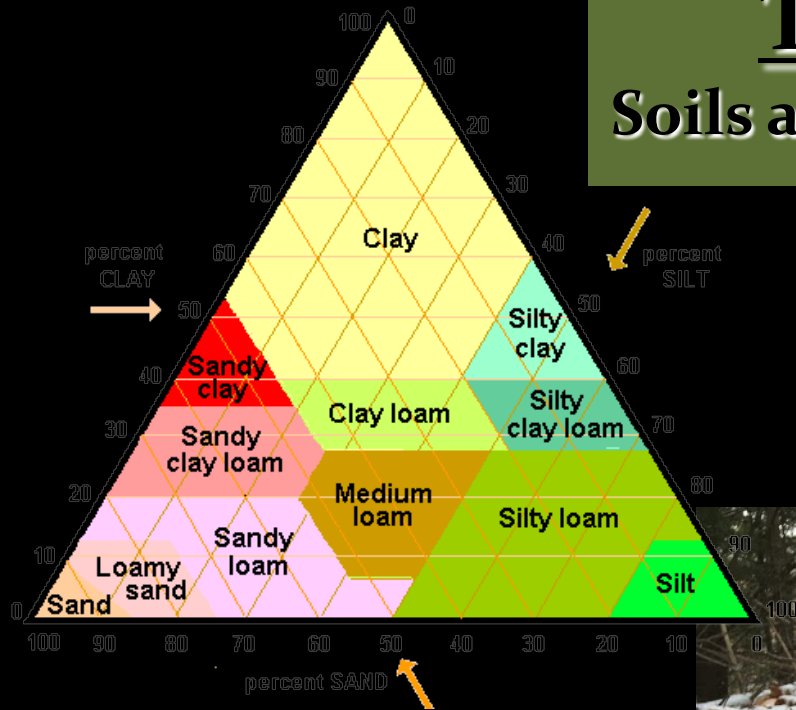 Soils a
100 0
90 10
80 20
70 30
Clay
60 40
percent
CLAY
percent
SILT
50 50
Silty
clay
40 60
Sandy
clay
Clay loam
Silty
clay loam
30 70
Sandy
clay loam
20 80
Medium
loam
Silty loam
Sandy
loam
10 90
Loamy
sand
Silt
Sand
0 100
100 90 80 70 60 50 40 30 20 10 0
percent SAND